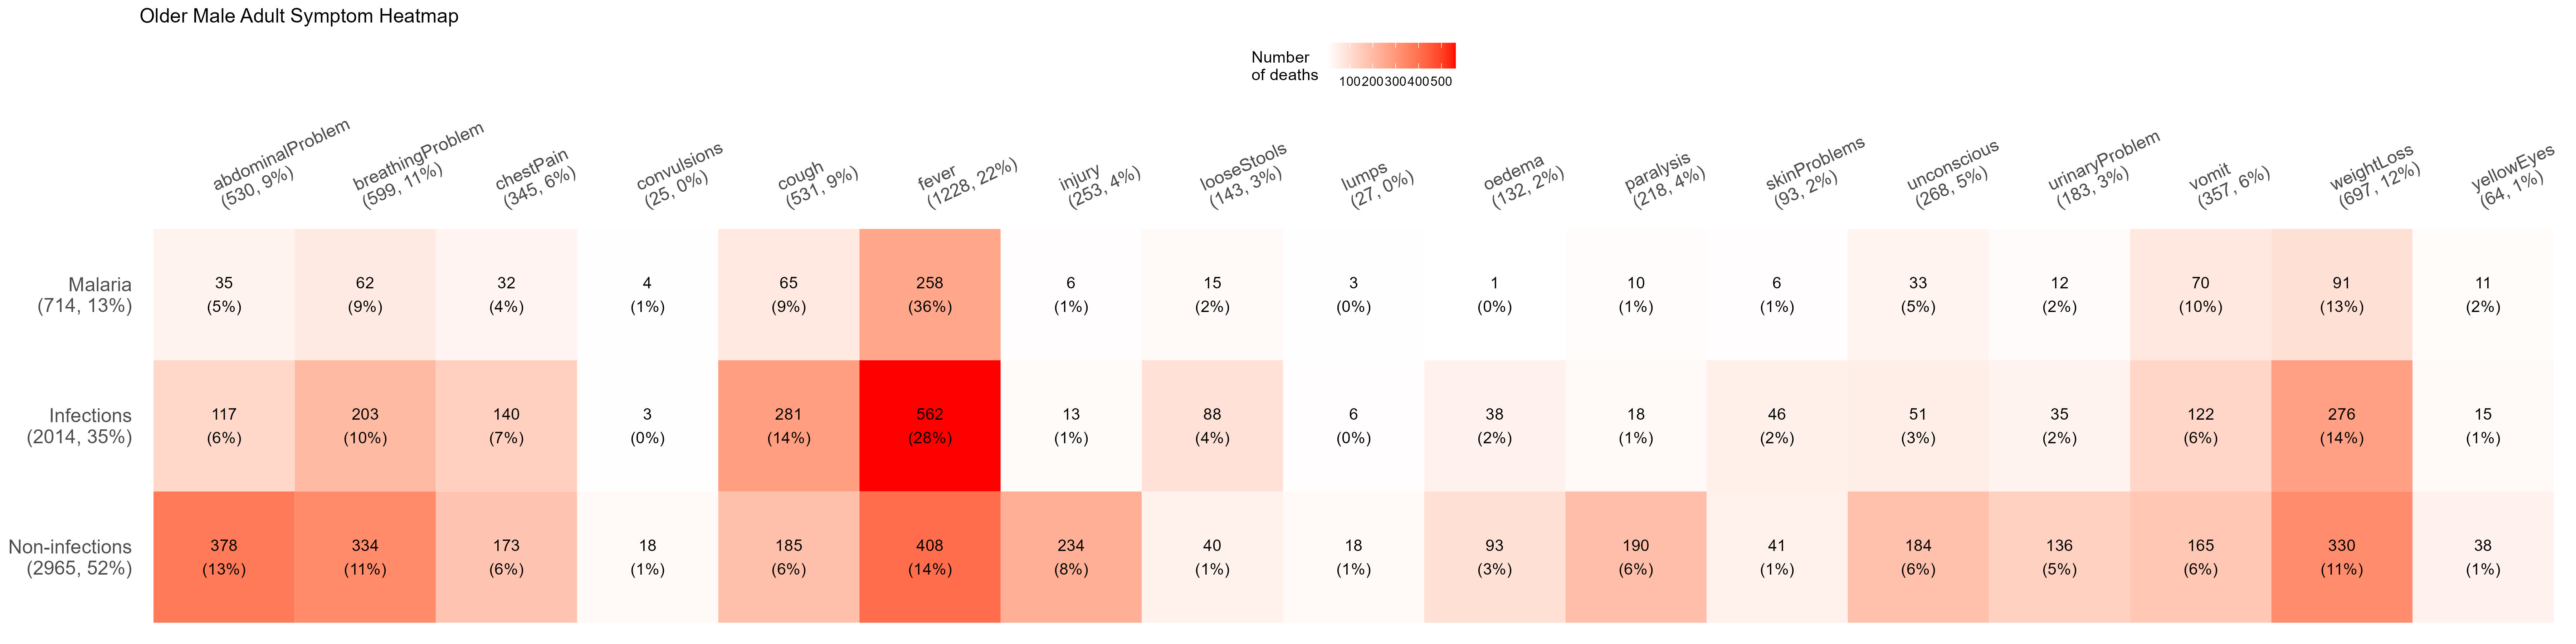 Older Male Adult Symptom Heatmap
Number
of deaths
100 200 300 400 500
abdominalProblem
(530, 9%)
breathingProblem
(599, 11%)
chestPain
(345, 6%)
convulsions
(25, 0%)
cough
(531, 9%)
fever
(1228, 22%)
injury
(253, 4%)
looseStools
(143, 3%)
lumps
(27, 0%)
oedema
(132, 2%)
paralysis
(218, 4%)
skinProblems
(93, 2%)
unconscious
(268, 5%)
urinaryProblem
(183, 3%)
vomit
(357, 6%)
weightLoss
(697, 12%)
yellowEyes
(64, 1%)
Malaria
(714, 13%)
35 62 32 4 65 258 6 15 3 1 10 6 33 12 70 91 11
(5%) (9%) (4%) (1%) (9%) (36%) (1%) (2%) (0%) (0%) (1%) (1%) (5%) (2%) (10%) (13%) (2%)
Infections
(2014, 35%)
117 203 140 3 281 562 13 88 6 38 18 46 51 35 122 276 15
(6%) (10%) (7%) (0%) (14%) (28%) (1%) (4%) (0%) (2%) (1%) (2%) (3%) (2%) (6%) (14%) (1%)
Non-infections
(2965, 52%)
378 334 173 18 185 408 234 40 18 93 190 41 184 136 165 330 38
(13%) (11%) (6%) (1%) (6%) (14%) (8%) (1%) (1%) (3%) (6%) (1%) (6%) (5%) (6%) (11%) (1%)